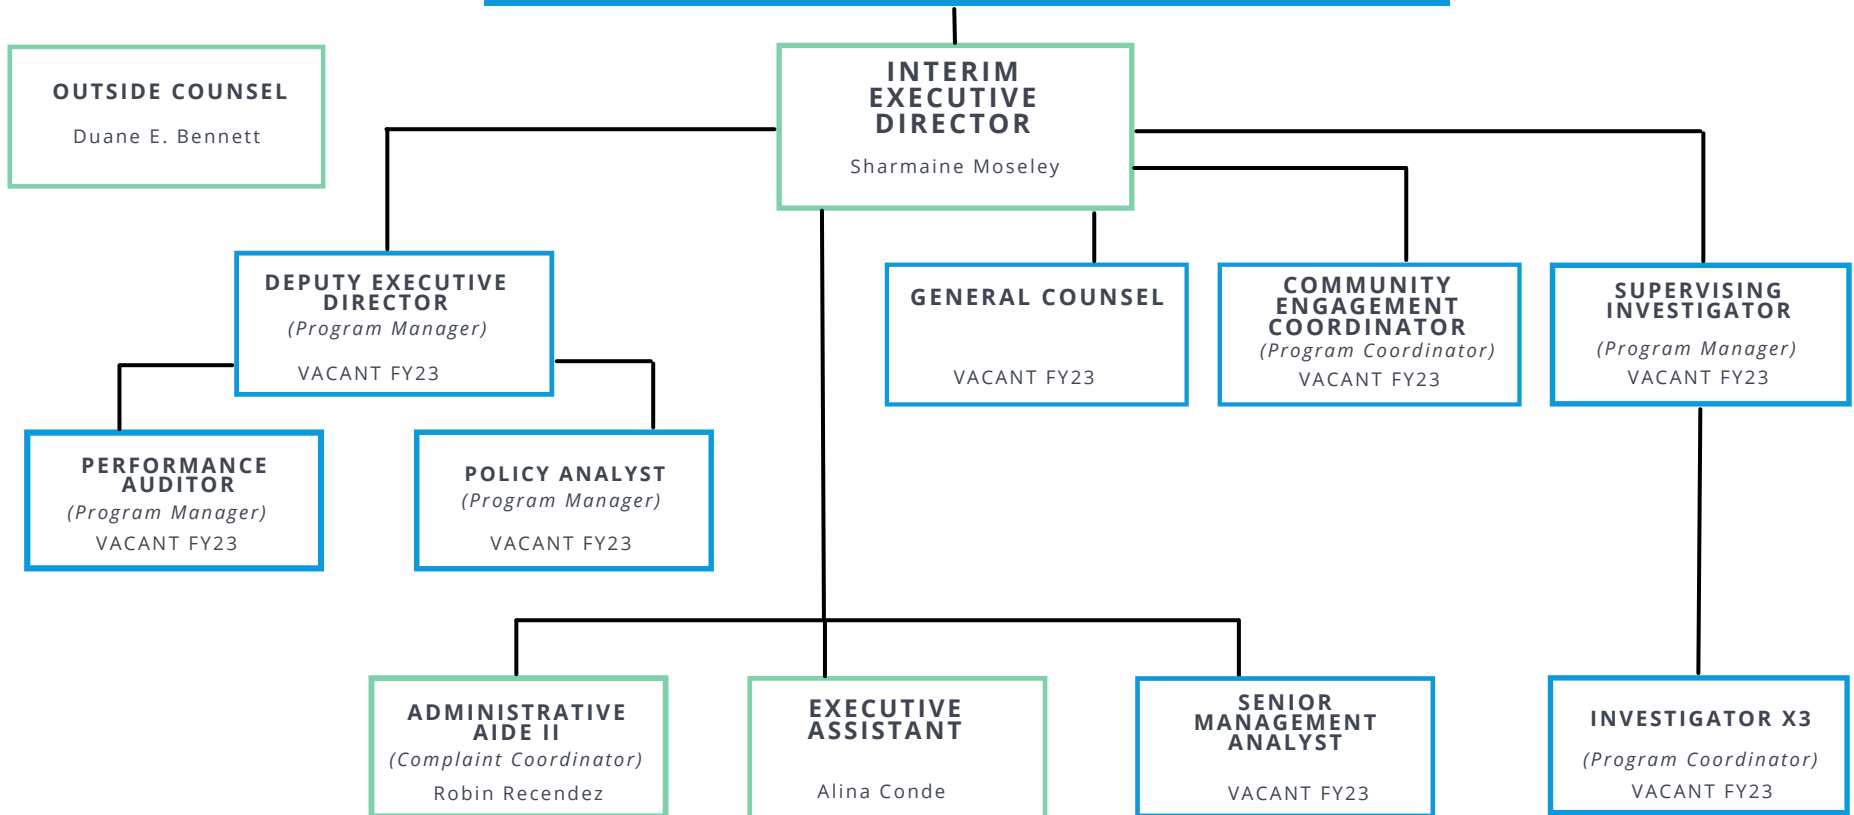 OUTSIDE COUNSEL
Duane E. Bennett
INTERIM
EXECUTIVE
DIRECTOR
Sharmaine Moseley
DEPUTY EXECUTIVE
DIRECTOR
(Program Manager)
VACANT FY23
GENERAL COUNSEL
VACANT FY23
COMMUNITY
ENGAGEMENT
COORDINATOR
(Program Coordinator)
VACANT FY23
SUPERVISING
INVESTIGATOR
(Program Manager)
VACANT FY23
PERFORMANCE
AUDITOR
(Program Manager)
VACANT FY23
POLICY ANALYST
(Program Manager)
VACANT FY23
ADMINISTRATIVE
AIDE II
(Complaint Coordinator)
Robin Recendez
EXECUTIVE
ASSISTANT
Alina Conde
SENIOR
MANAGEMENT
ANALYST
VACANT FY23
INVESTIGATOR X3
(Program Coordinator)
VACANT FY23